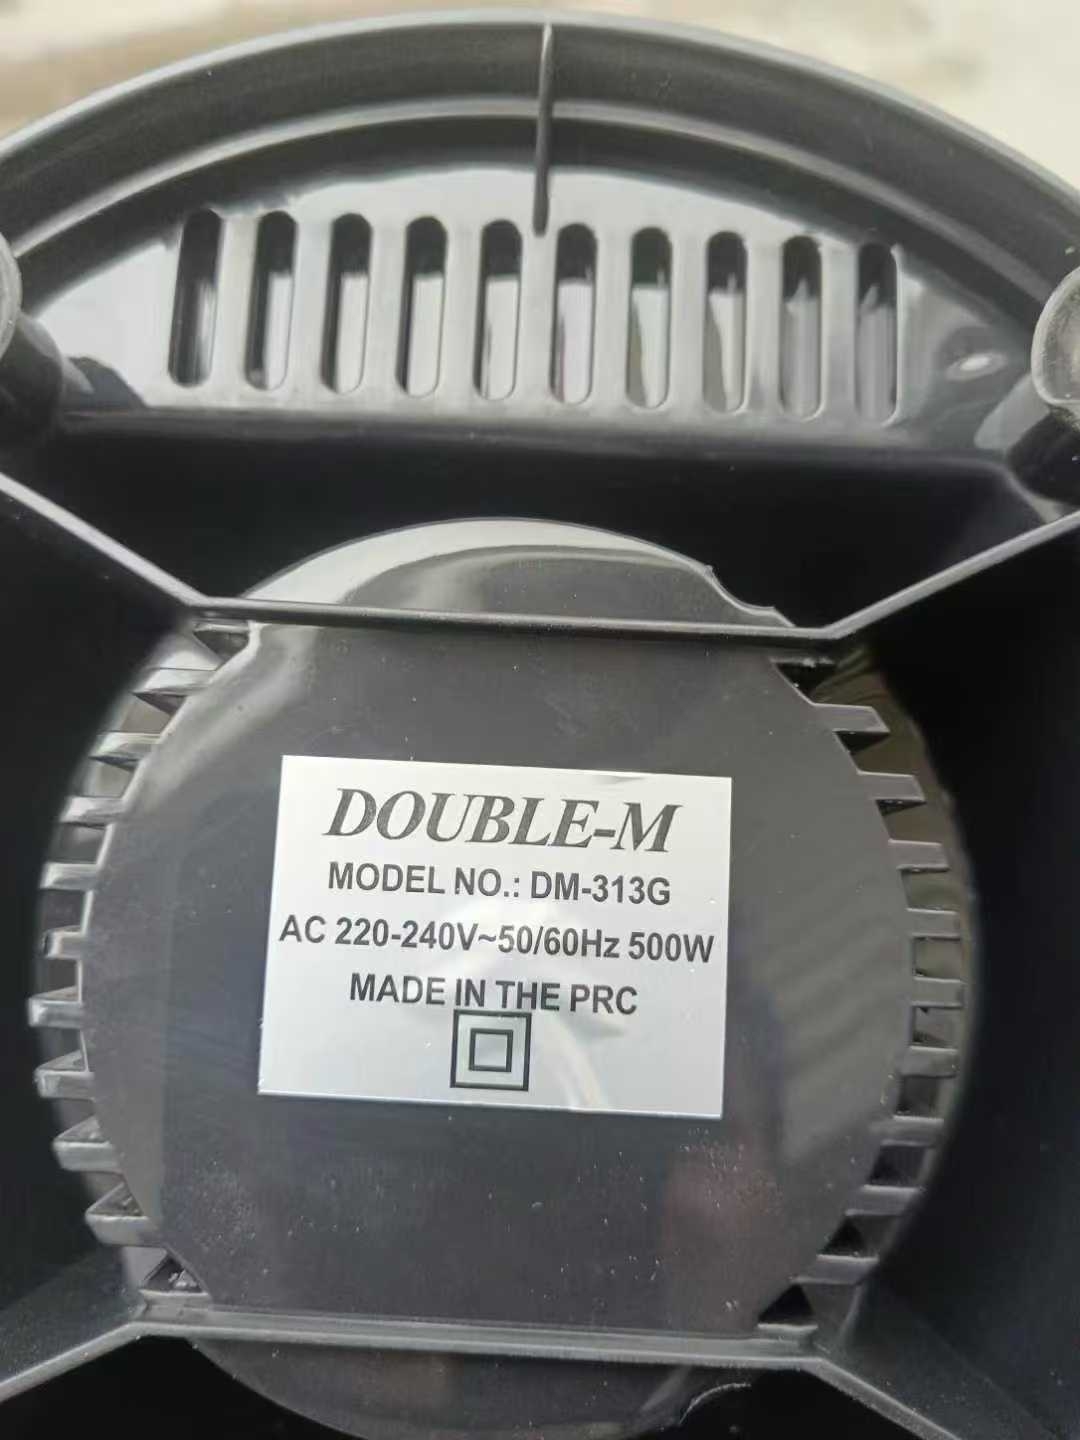 DOUBLE-M
MODEL NO.: DM-313G
AC 220-240V~50/60Hz 500W
MADE IN THE PRC